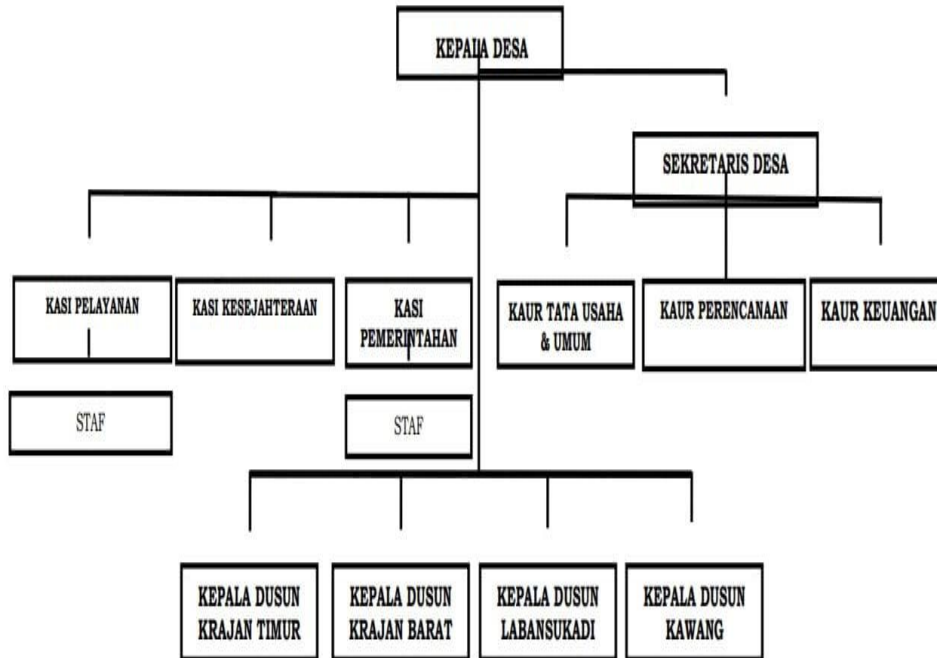 KEPALA DESA
SEKRETARIS DESA
KASI PELAYANAN
KASI KESEJAHTERAAN
KASI
PEMERINTAHAN
KAUR TATA USAHA
& UMUM
KAUR PERENCANAAN
KAUR KEUANGAN
STAF
STAF
KEPALA DUSUN
KRAJAN TIMUR
KEPALA DUSUN
KRAJAN BARAT
KEPALA DUSUN
LABANSUKADI
KEPALA DUSUN
KAWANG